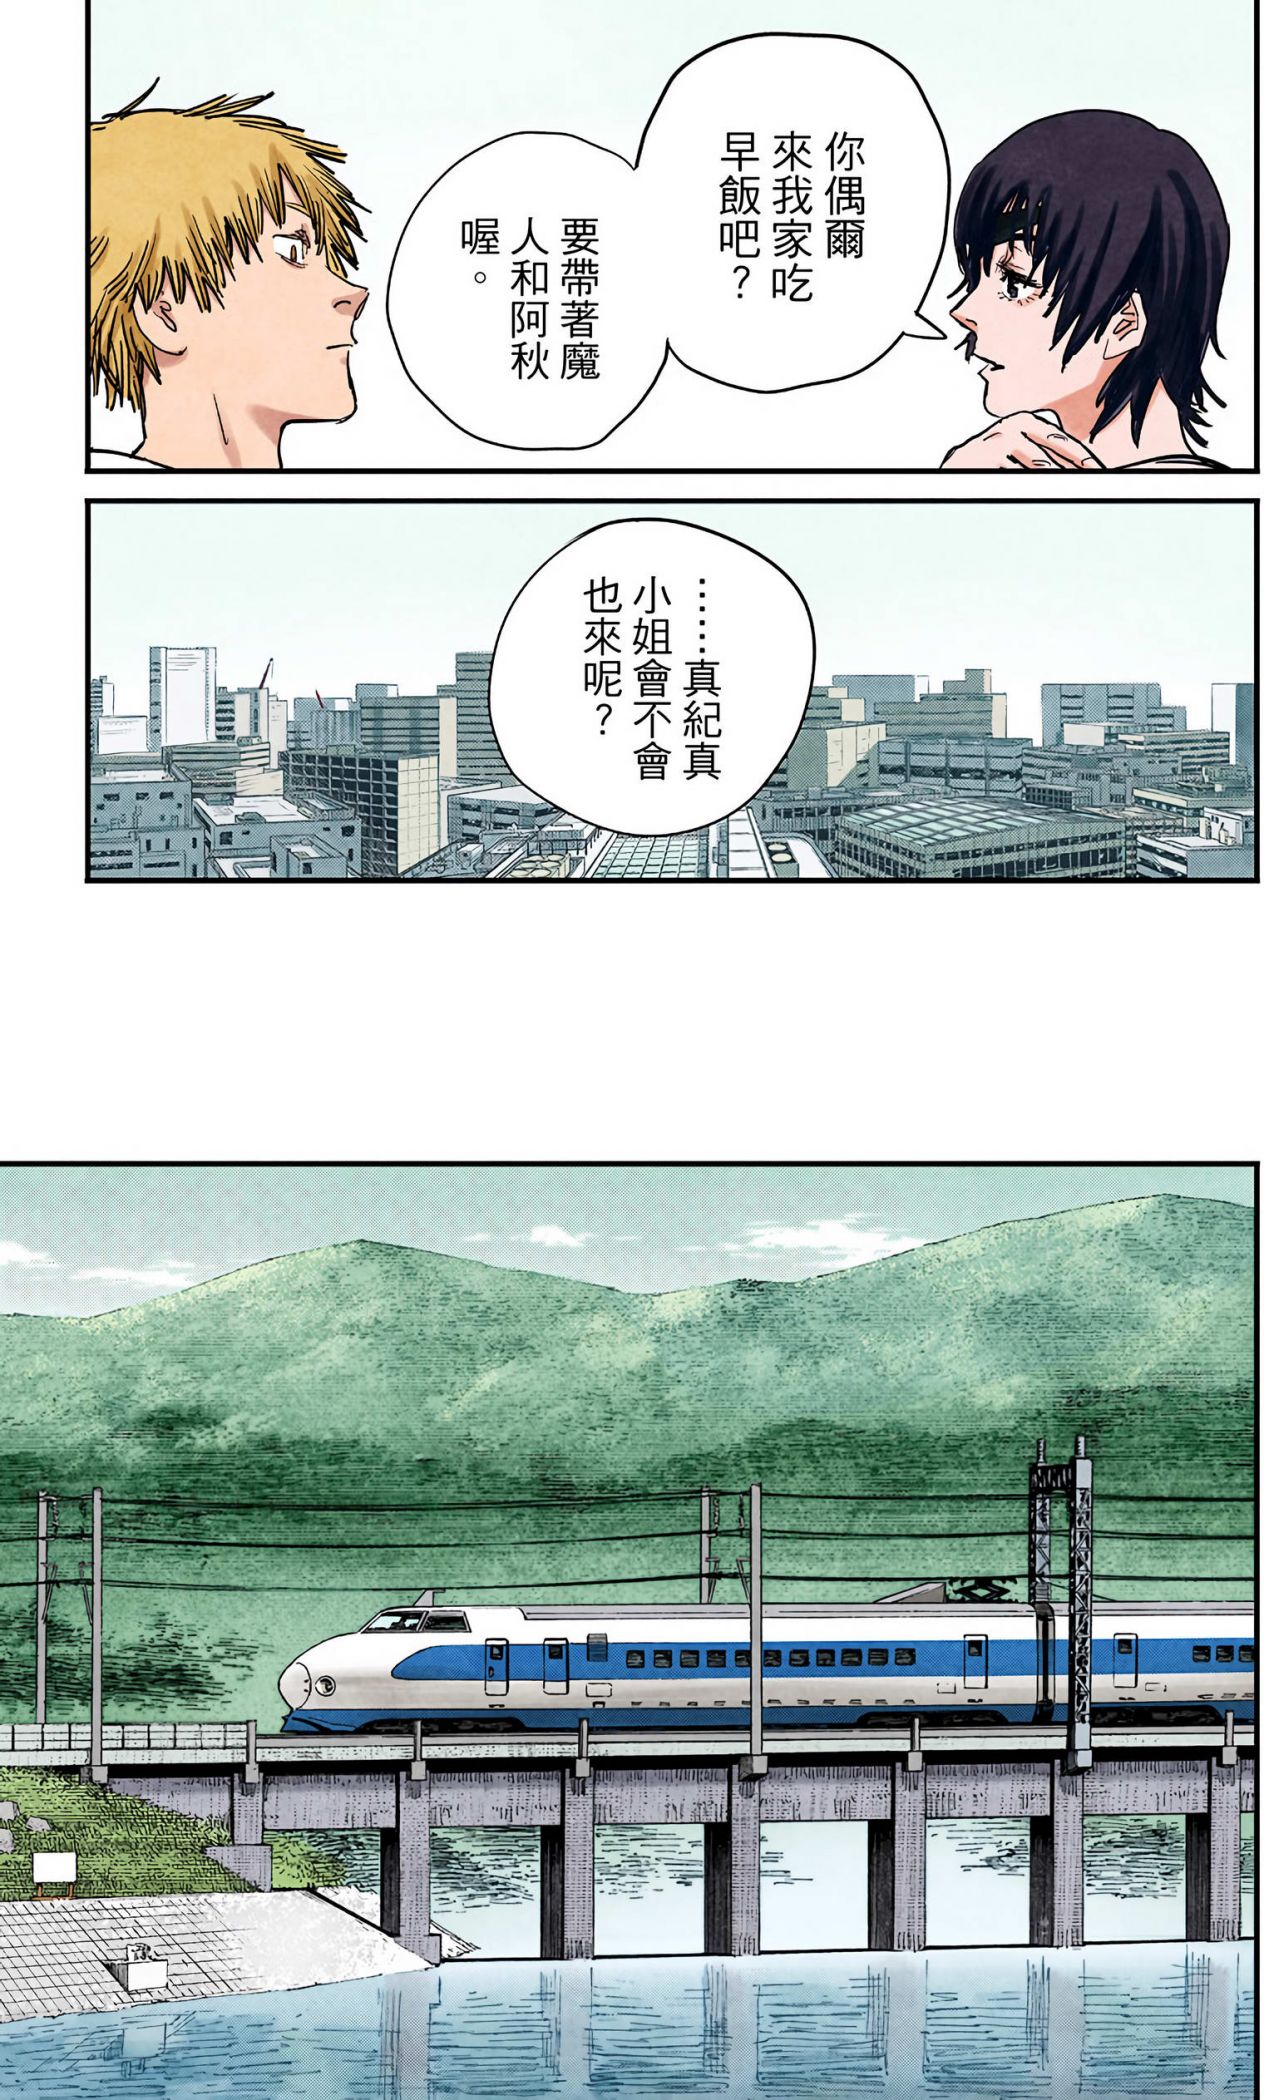 你偶爾
來我家吃
早飯吧？
要帶著魔
人和阿秋
喔。
……真紀真
小姐會不會
也來呢？